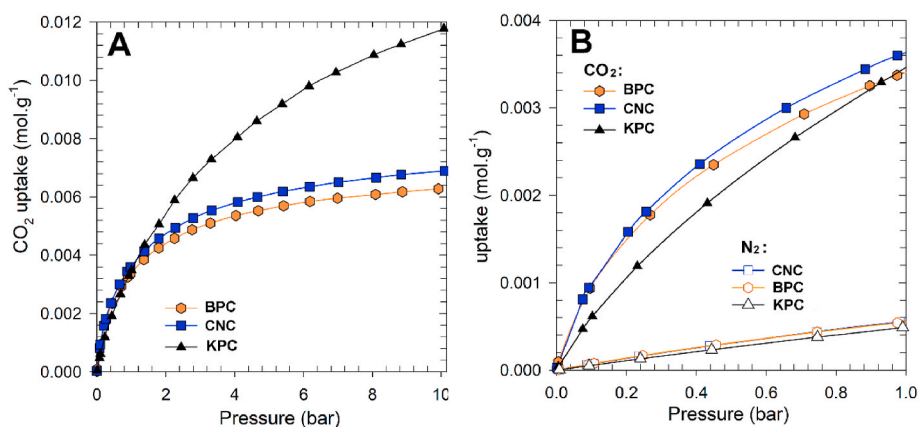 A
CO2 uptake (mol.g-1)
0.012
0.010
0.008
0.006
0.004
0.002
0.000
BPC
CNC
KPC
0
2
4
6
8
10
Pressure (bar)
B
uptake (mol.g-1)
0.004
0.003
0.002
0.001
0.000
CO2:
BPC
CNC
KPC
N2:
CNC
BPC
KPC
0.0
0.2
0.4
0.6
0.8
1.0
Pressure (bar)